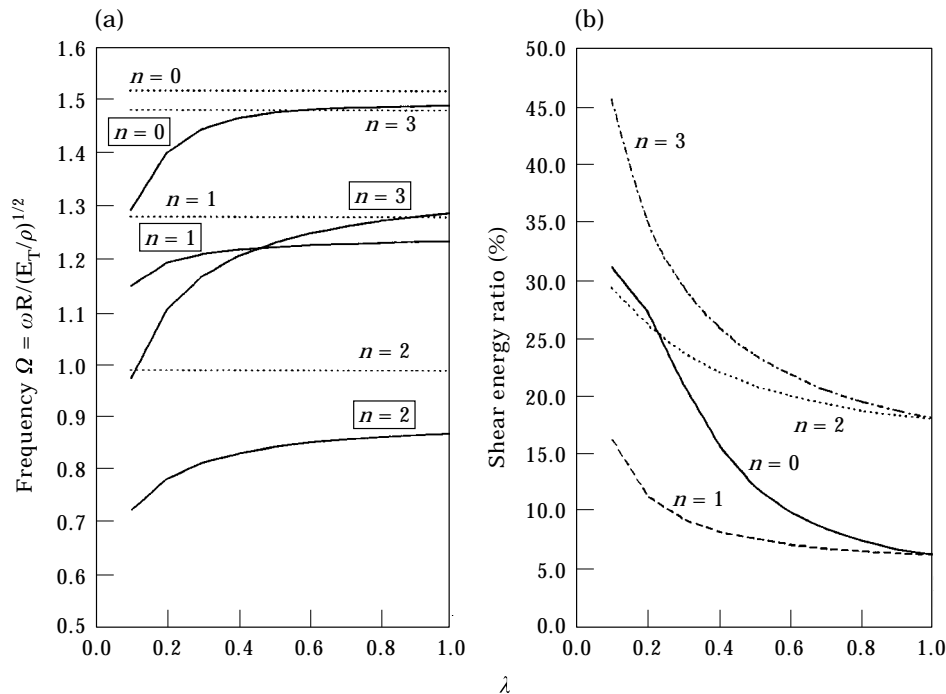 (a)
1.6
1.5
1.4
1.3
1.2
1.1
1.0
0.9
0.8
0.7
0.6
0.5
Frequency Ω = ωR/(E_T/ρ)^1/2
n = 0
n = 0
n = 3
n = 1
n = 3
n = 1
n = 2
n = 2
0.0 0.2 0.4 0.6 0.8 1.0
(b)
50.0
45.0
40.0
35.0
30.0
25.0
20.0
15.0
10.0
5.0
0.0
Shear energy ratio (%)
n = 3
n = 2
n = 0
n = 1
0.0 0.2 0.4 0.6 0.8 1.0
λ